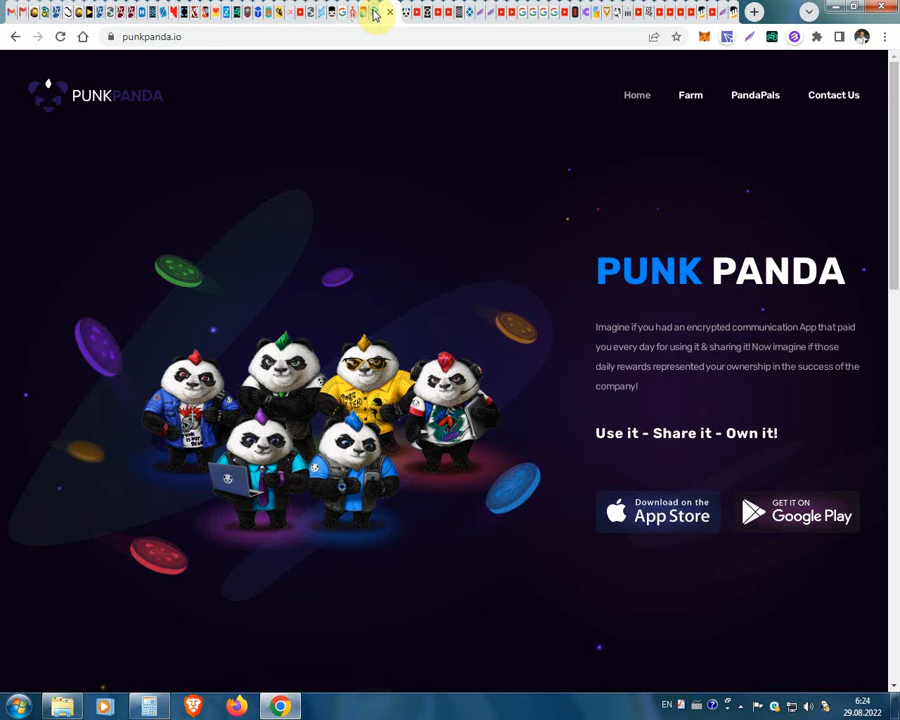 punkpanda.io
PUNKPANDA
Home
Farm
PandaPals
Contact Us
PUNK PANDA
Imagine if you had an encrypted communication App that paid
you every day for using it & sharing it! Now imagine if those
daily rewards represented your ownership in the success of the
company!
Use it - Share it - Own it!
Download on the
App Store
GET IT ON
Google Play
EN
6:24
29.08.2022